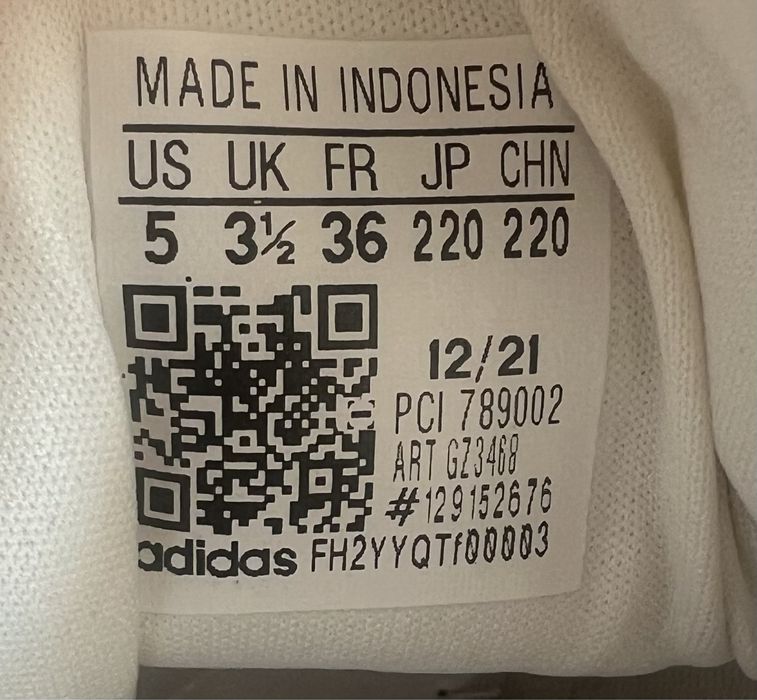 MADE IN INDONESIA
US UK FR JP CHN
5 3½ 36 220 220
12/21
PCI 789002
ART GZ3468
#129152676
adidas FH2YYQTf00003